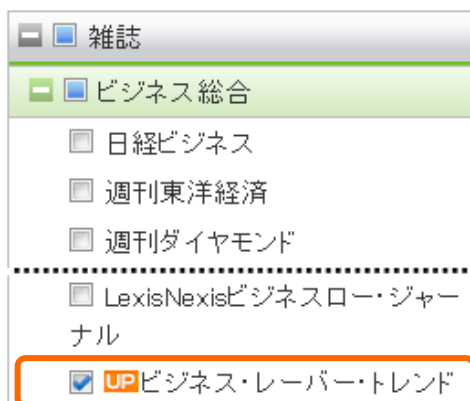 雑誌
ビジネス総合
日経ビジネス
週刊東洋経済
週刊ダイヤモンド
LexisNexisビジネスロー・ジャー
ナル
UPビジネス・レーバー・トレンド